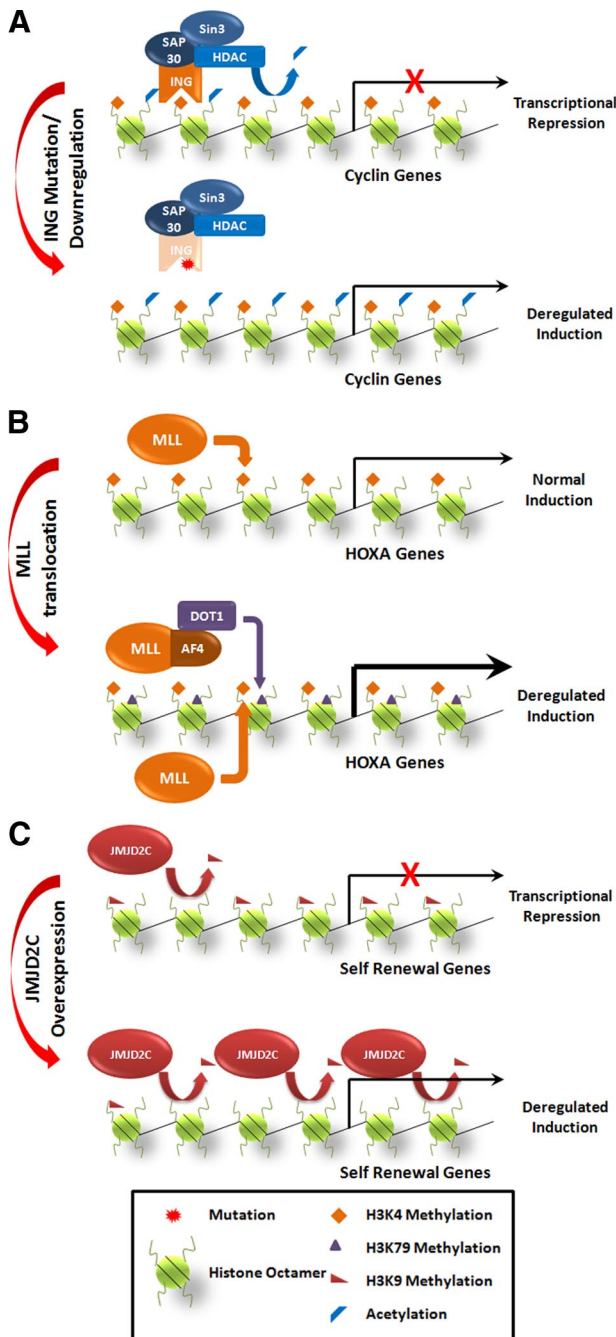 A
Sin3
SAP
30
HDAC
ING
X
Transcriptional
Repression
Cyclin Genes
ING Mutation/
Downregulation
Sin3
SAP
30
HDAC
ING
Deregulated
Induction
Cyclin Genes
B
MLL
Normal
Induction
HOXA Genes
MLL
translocation
DOT1
MLL
AF4
Deregulated
Induction
HOXA Genes
MLL
C
JMJD2C
X
Transcriptional
Repression
Self Renewal Genes
JMJD2C
Overexpression
JMJD2C
JMJD2C
JMJD2C
Deregulated
Induction
Self Renewal Genes
Mutation
H3K4 Methylation
H3K79 Methylation
Histone Octamer
H3K9 Methylation
Acetylation